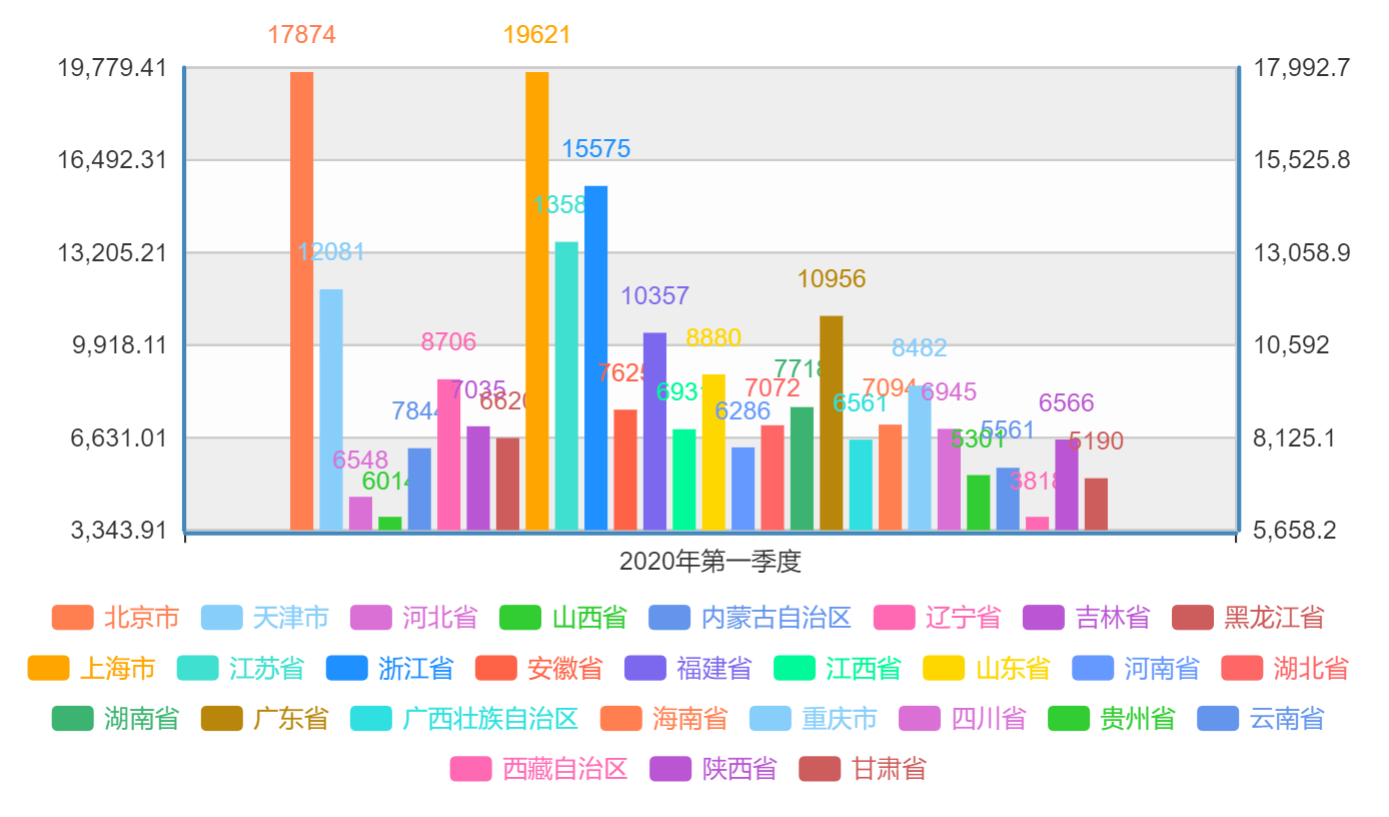 17874 19621
19,779.41 17,992.7
15575
16,492.31 15,525.8
1358
12081
13,205.21 13,058.9
10956
10357
8880
9,918.11 10,592
8706 8482
7718
7625
7035 6931 7072 7094 6945
6620 6561 6566
7844 6286
6,631.01 8,125.1
5301 5561 5190
6548
6014 3818
3,343.91 5,658.2
2020年第一季度
北京市 天津市 河北省 山西省 内蒙古自治区 辽宁省 吉林省 黑龙江省
上海市 江苏省 浙江省 安徽省 福建省 江西省 山东省 河南省 湖北省
湖南省 广东省 广西壮族自治区 海南省 重庆市 四川省 贵州省 云南省
西藏自治区 陕西省 甘肃省